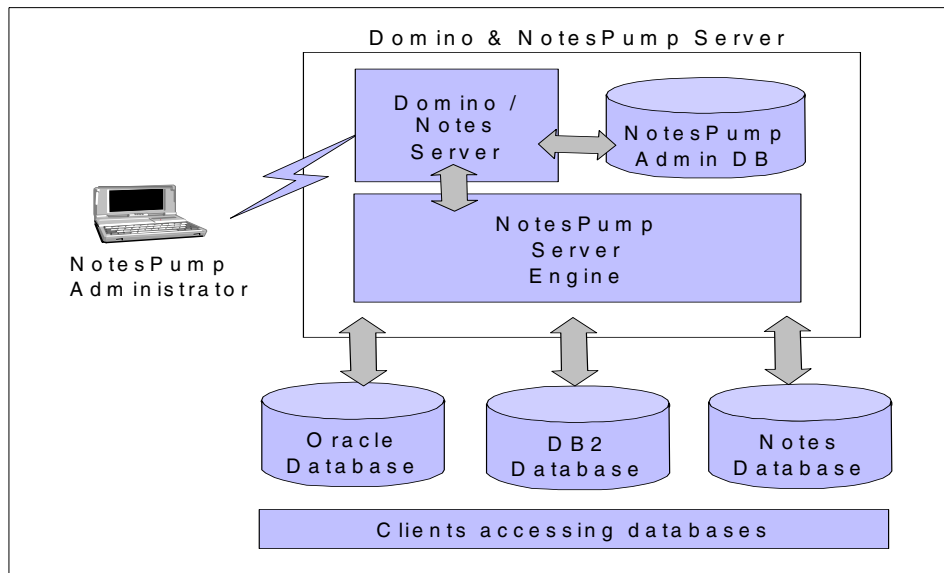 Domino & NotesPump Server
Domino /
Notes
Server
NotesPump
Admin DB
NotesPump
Server
Engine
NotesPump
Administrator
Oracle
Database
DB2
Database
Notes
Database
Clients accessing databases